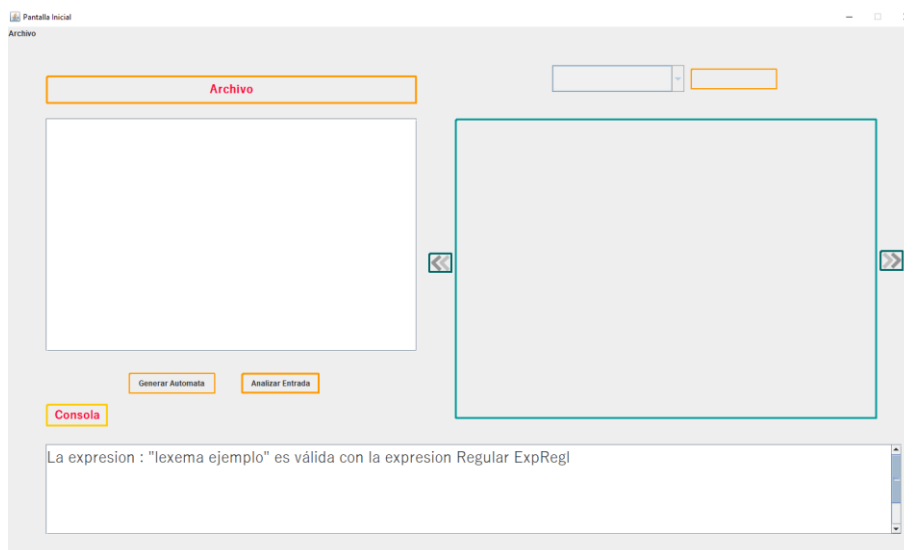 Pantalla Inicial
Archivo
Archivo
Generar Automata
Analizar Entrada
Consola
La expresion : "lexema ejemplo" es válida con la expresion Regular ExpRegl